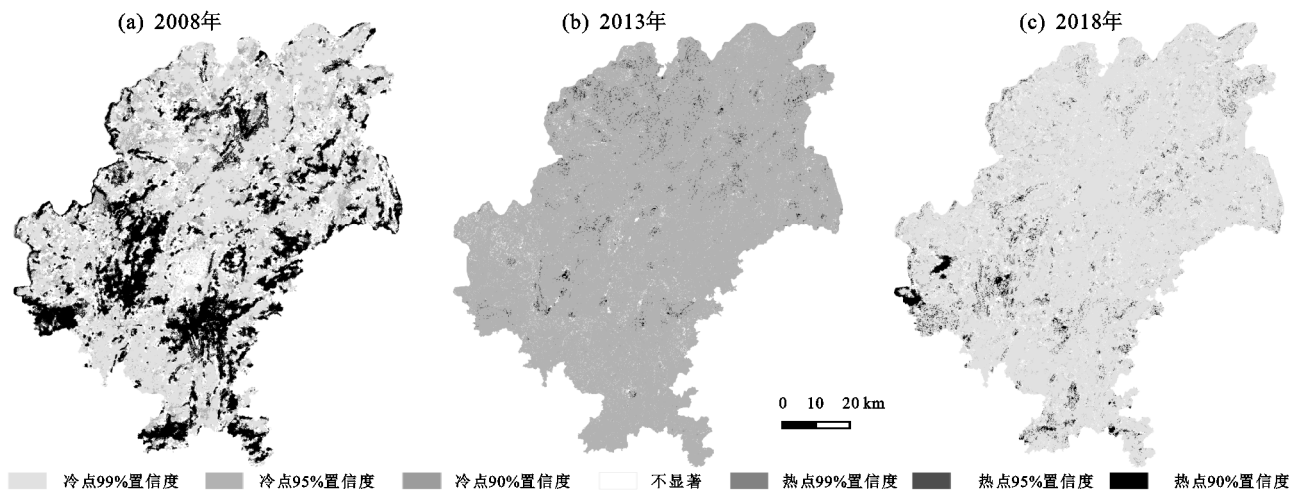 (a) 2008年
(b) 2013年
(c) 2018年
0 10 20 km
冷点99%置信度 冷点95%置信度 冷点90%置信度 不显著 热点99%置信度 热点95%置信度 热点90%置信度